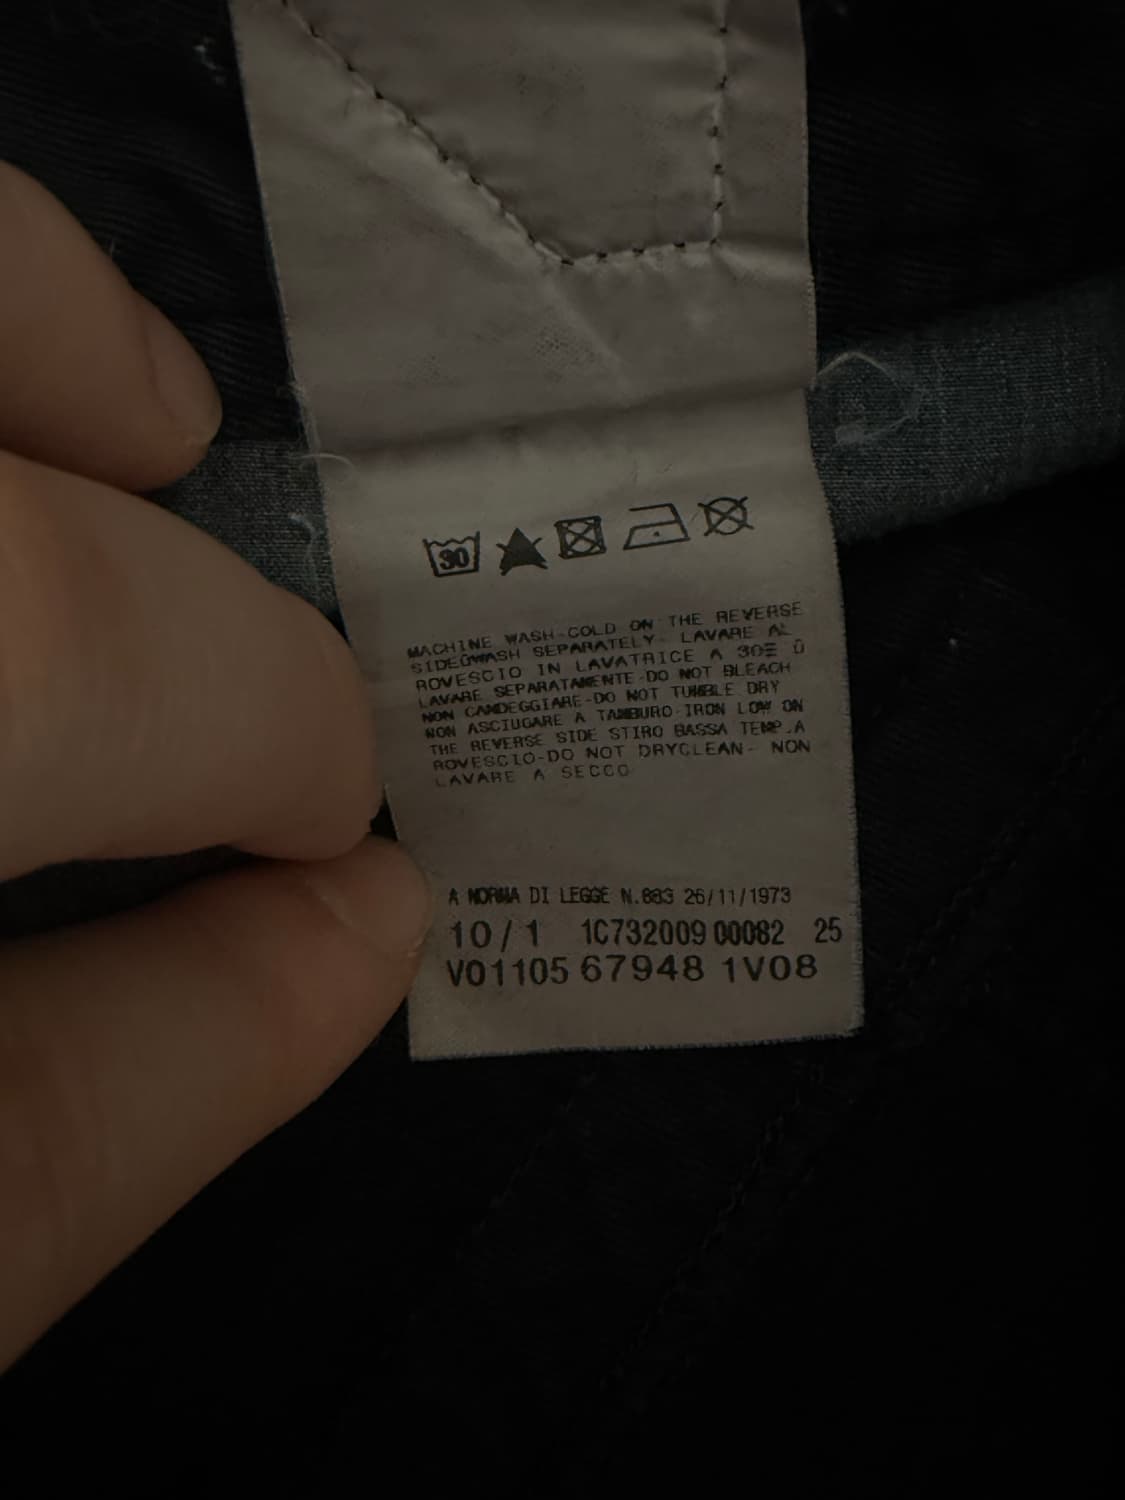 30
MACHINE WASH-COLD ON THE REVERSE
SIDE WASH SEPARATELY- LAVARE AL
ROVESCIO IN LAVATRICE A 30
LAVARE SEPARATAMENTE-DO NOT BLEACH
NON CANDEGGIARE-DO NOT TUMBLE DRY
NON ASCIUGARE A TAMBURO-IRON LOW ON
THE REVERSE SIDE STIRO BASSA TEMP.A
ROVESCIO-DO NOT DRYCLEAN- NON
LAVARE A SECCO
A NORMA DI LEGGE N.883 26/11/1973
10/1 1C732009 00082 25
V01105 67948 1V08